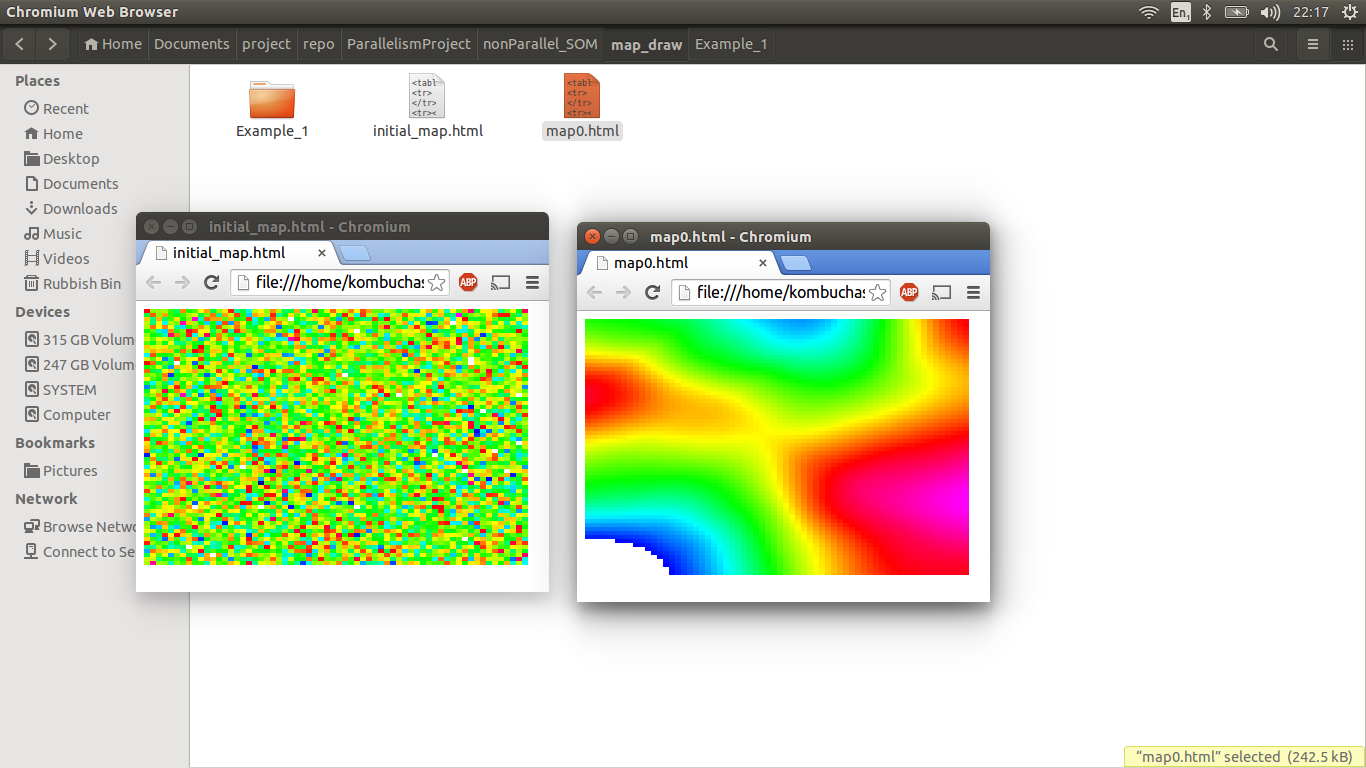 Chromium Web Browser
En1
22:17
Home
Documents
project
repo
ParallelismProject
nonParallel_SOM
map_draw
Example_1
Places
Recent
Home
Desktop
Documents
Downloads
Music
Videos
Rubbish Bin
Devices
315 GB Volum
247 GB Volum
SYSTEM
Computer
Bookmarks
Pictures
Network
Browse Netwo
Connect to Se
<tabl
<tr>
</tr>
<tr><
<tabl
<tr>
</tr>
<tr><
Example_1
initial_map.html
map0.html
initial_map.html - Chromium
initial_map.html
file:///home/kombuchas
ABP
map0.html - Chromium
map0.html
file:///home/kombuchas
ABP
“map0.html” selected (242.5 kB)